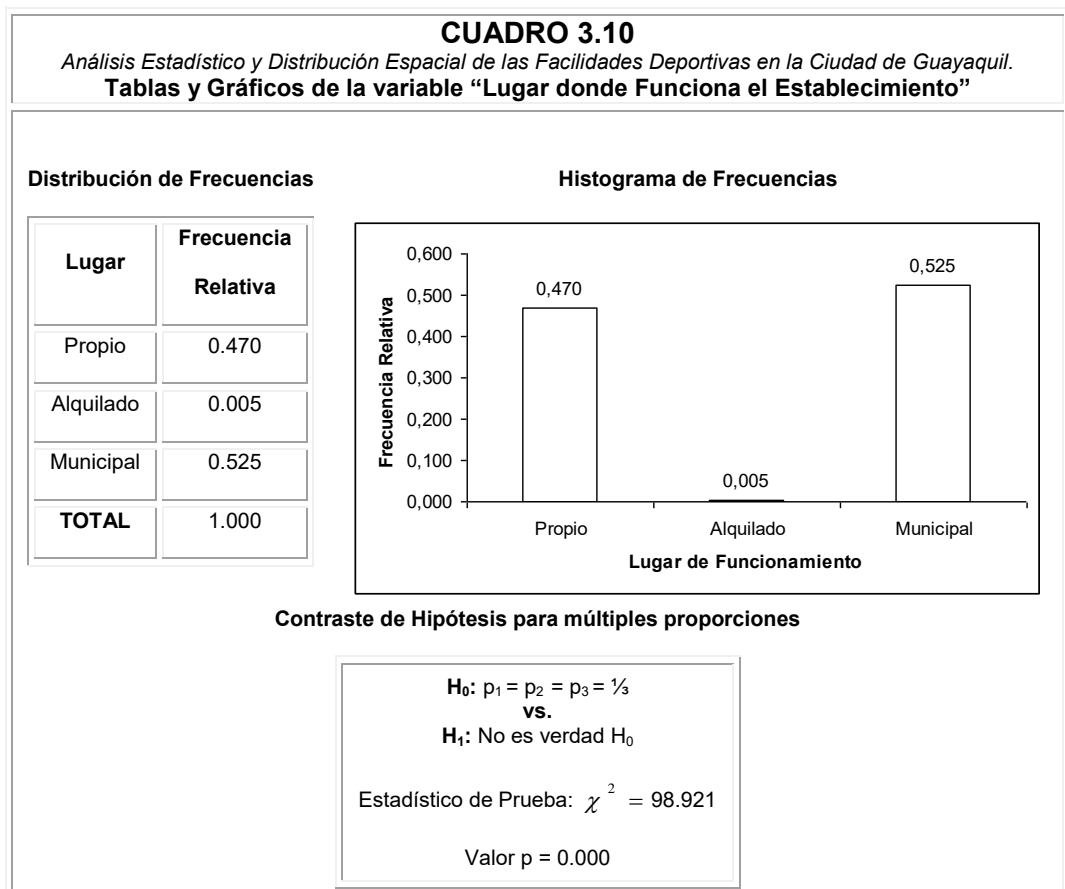 CUADRO 3.10
Análisis Estadístico y Distribución Espacial de las Facilidades Deportivas en la Ciudad de Guayaquil.
Tablas y Gráficos de la variable “Lugar donde Funciona el Establecimiento”
Distribución de Frecuencias
Lugar
Frecuencia
Relativa
Propio 0.470
Alquilado 0.005
Municipal 0.525
TOTAL 1.000
Histograma de Frecuencias
Frecuencia Relativa
0,600
0,500
0,400
0,300
0,200
0,100
0,000
0,470
0,005
0,525
Propio Alquilado Municipal
Lugar de Funcionamiento
Contraste de Hipótesis para múltiples proporciones
H₀: p₁ = p₂ = p₃ = ⅓
vs.
H₁: No es verdad H₀
Estadístico de Prueba: χ² = 98.921
Valor p = 0.000